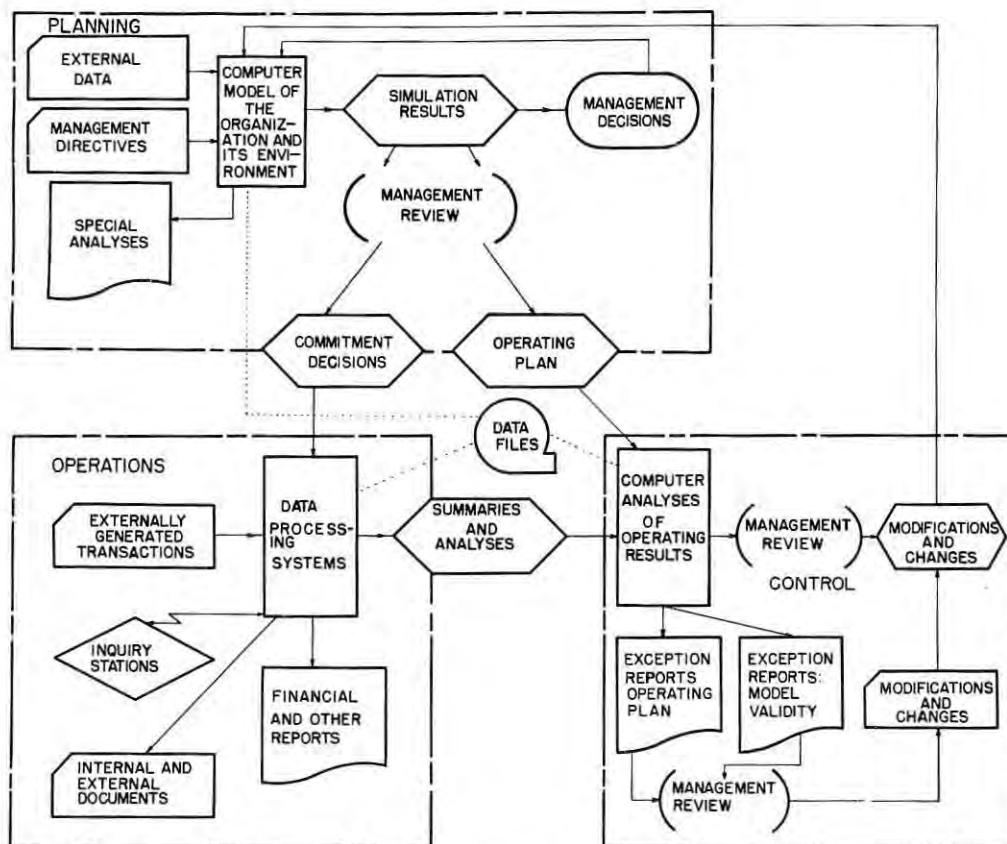 PLANNING
EXTERNAL
DATA
MANAGEMENT
DIRECTIVES
SPECIAL
ANALYSES
COMPUTER
MODEL OF
THE
ORGANIZ-
ATION AND
ITS ENVI-
RONMENT
SIMULATION
RESULTS
MANAGEMENT
DECISIONS
MANAGEMENT
REVIEW
COMMITMENT
DECISIONS
OPERATING
PLAN
DATA
FILES
OPERATIONS
EXTERNALLY
GENERATED
TRANSACTIONS
DATA
PROCESS-
ING
SYSTEMS
SUMMARIES
AND
ANALYSES
INQUIRY
STATIONS
FINANCIAL
AND OTHER
REPORTS
INTERNAL AND
EXTERNAL
DOCUMENTS
COMPUTER
ANALYSES
OF
OPERATING
RESULTS
MANAGEMENT
REVIEW
MODIFICATIONS
AND
CHANGES
CONTROL
EXCEPTION
REPORTS
OPERATING
PLAN
EXCEPTION
REPORTS:
MODEL
VALIDITY
MODIFICATIONS
AND
CHANGES
MANAGEMENT
REVIEW